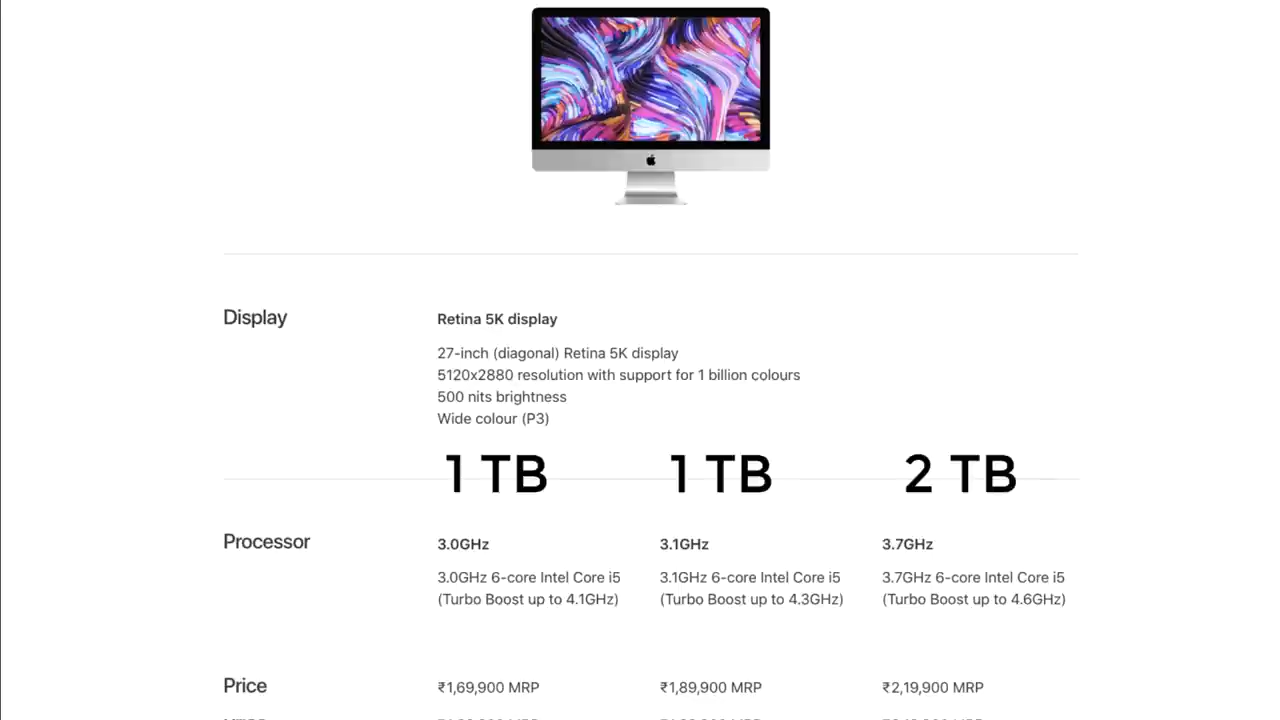 Display
Retina 5K display
27-inch (diagonal) Retina 5K display
5120x2880 resolution with support for 1 billion colours
500 nits brightness
Wide colour (P3)
1 TB 1 TB 2 TB
Processor
3.0GHz 3.1GHz 3.7GHz
3.0GHz 6-core Intel Core i5 3.1GHz 6-core Intel Core i5 3.7GHz 6-core Intel Core i5
(Turbo Boost up to 4.1GHz) (Turbo Boost up to 4.3GHz) (Turbo Boost up to 4.6GHz)
Price ₹1,69,900 MRP ₹1,89,900 MRP ₹2,19,900 MRP